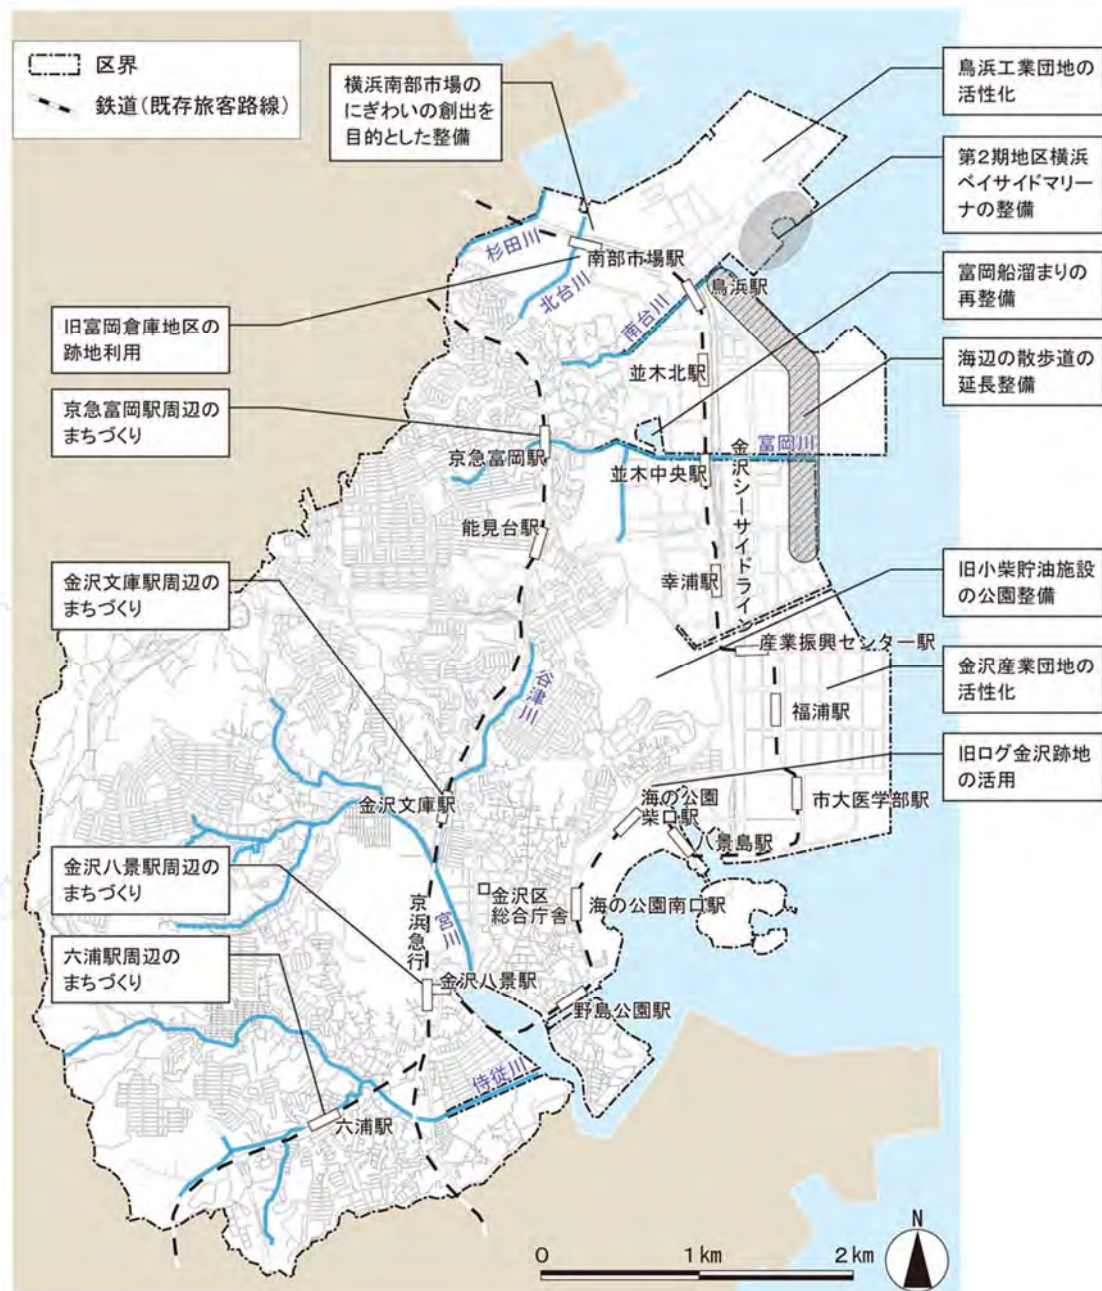 区界
鉄道(既存旅客路線)
横浜南部市場の
にぎわいの創出を
目的とした整備
鳥浜工業団地の
活性化
第2期地区横浜
ベイサイドマリー
ナの整備
富岡船溜まりの
再整備
海辺の散歩道の
延長整備
旧富岡倉庫地区の
跡地利用
京急富岡駅周辺の
まちづくり
金沢文庫駅周辺の
まちづくり
金沢八景駅周辺の
まちづくり
六浦駅周辺の
まちづくり
旧小柴貯油施設
の公園整備
金沢産業団地の
活性化
旧ログ金沢跡地
の活用
杉田川
北台川
南台川
富岡川
谷津川
宮川
侍従川
南部市場駅
鳥浜駅
並木北駅
並木中央駅
幸浦駅
産業振興センター駅
福浦駅
市大医学部駅
八景島駅
海の公園
柴口駅
海の公園南口駅
野島公園駅
金沢八景駅
京急富岡駅
能見台駅
金沢文庫駅
六浦駅
金沢区
総合庁舎
金沢シーサイドライン
京浜急行
0 1km 2km
N